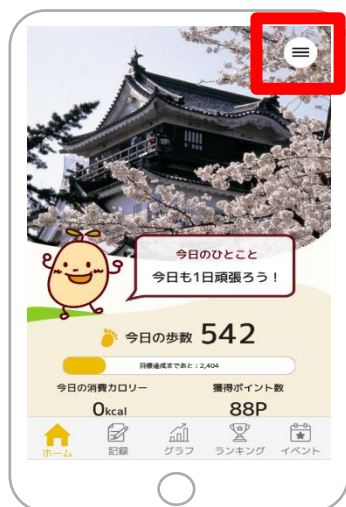 今日のひとこと
今日も1日頑張ろう!
今日の歩数 542
目標達成まであと:2,404
今日の消費カロリー 獲得ポイント数
0kcal 88P
ホーム 記録 グラフ ランキング イベント